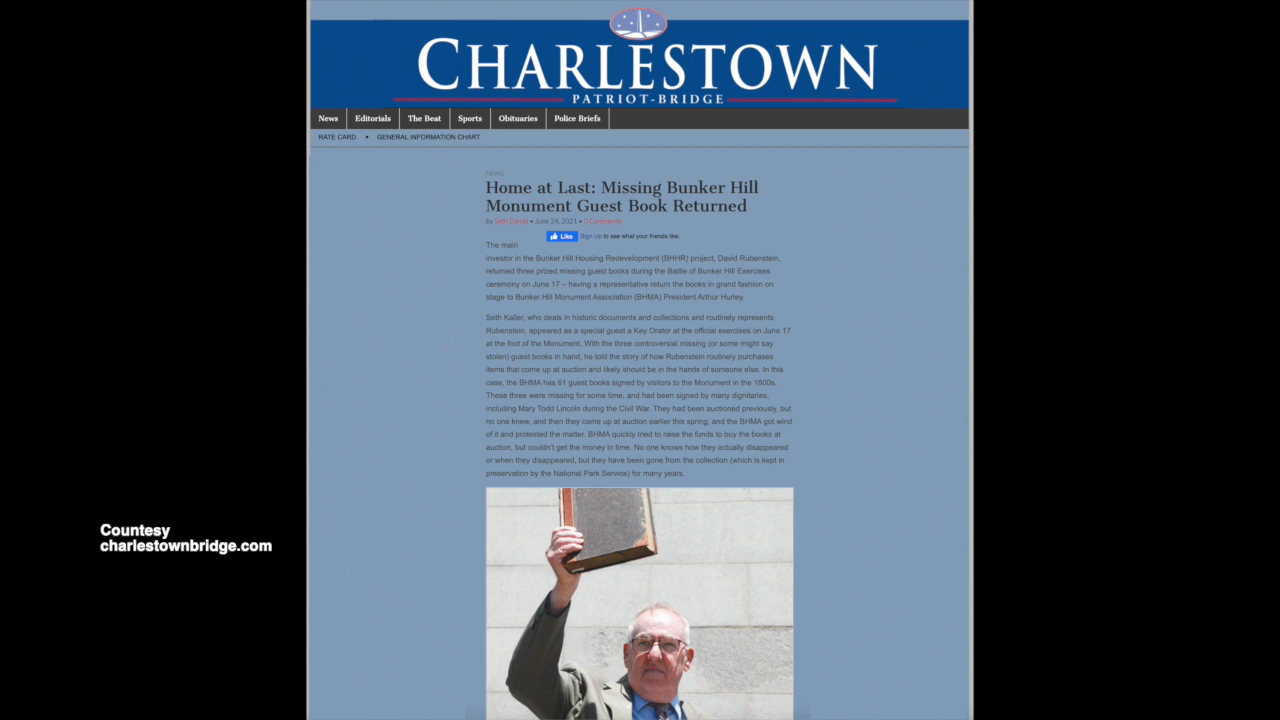 CHARLESTOWN
PATRIOT-BRIDGE
News
Editorials
The Beat
Sports
Obituaries
Police Briefs
RATE CARD • GENERAL INFORMATION CHART
NEWS
Home at Last: Missing Bunker Hill
Monument Guest Book Returned
by Seth Daniel • June 24, 2021 • 0 Comments
Like Sign Up to see what your friends like.
The main
investor in the Bunker Hill Housing Redevelopment (BHHR) project, David Rubenstein,
returned three prized missing guest books during the Battle of Bunker Hill Exercises
ceremony on June 17 – having a representative return the books in grand fashion on
stage to Bunker Hill Monument Association (BHMA) President Arthur Hurley.
Seth Kaller, who deals in historic documents and collections and routinely represents
Rubenstein, appeared as a special guest a Key Orator at the official exercises on June 17
at the foot of the Monument. With the three controversial missing (or some might say
stolen) guest books in hand, he told the story of how Rubenstein routinely purchases
items that come up at auction and likely should be in the hands of someone else. In this
case, the BHMA has 61 guest books signed by visitors to the Monument in the 1800s.
These three were missing for some time, and had been signed by many dignitaries,
including Mary Todd Lincoln during the Civil War. They had been auctioned previously, but
no one knew, and then they came up at auction earlier this spring, and the BHMA got wind
of it and protested the matter. BHMA quickly tried to raise the funds to buy the books at
auction, but couldn't get the money in time. No one knows how they actually disappeared
or when they disappeared, but they have been gone from the collection (which is kept in
preservation by the National Park Service) for many years.
Countesy
charlestownbridge.com